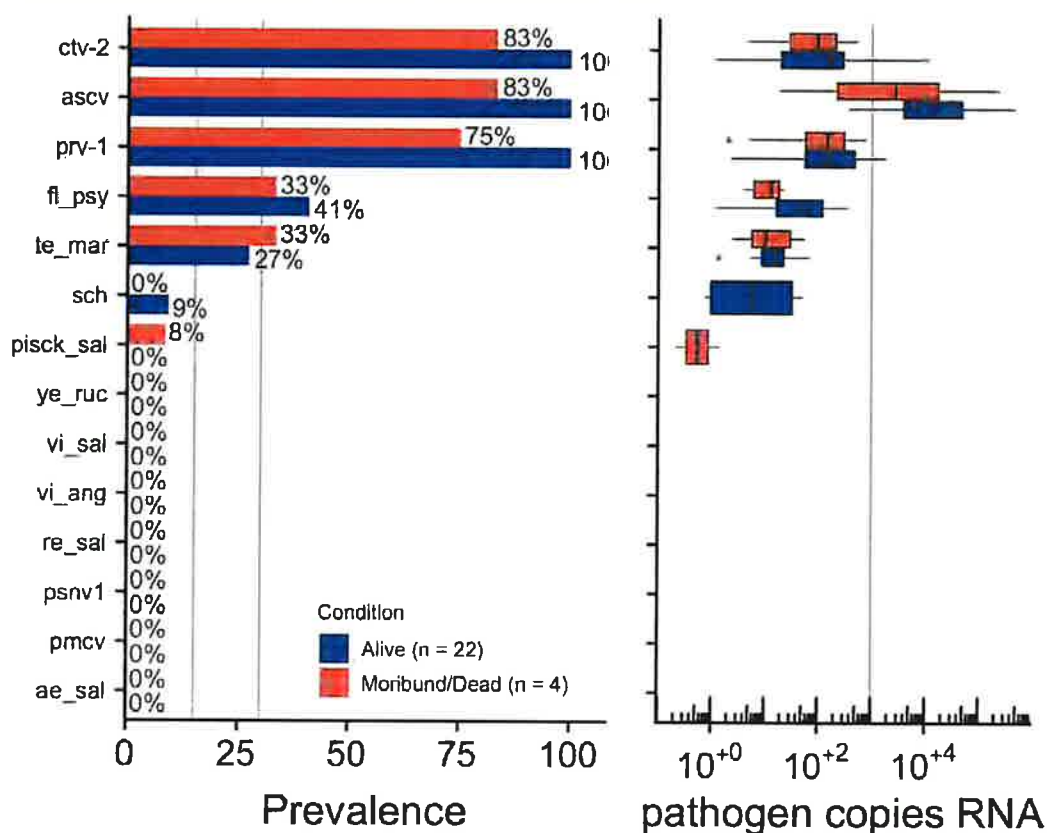 ctv-2
83%
10
ascv
83%
10
prv-1
75%
10
fl_psy
33%
41%
te_mar
33%
27%
sch
0%
9%
pisck_sal
8%
0%
ye_ruc
0%
0%
vi_sal
0%
0%
vi_ang
0%
0%
re_sal
0%
0%
psnv1
0%
0%
pmcv
0%
0%
ae_sal
0%
0%
Condition
Alive (n = 22)
Moribund/Dead (n = 4)
0 25 50 75 100
Prevalence
10+0 10+2 10+4
pathogen copies RNA